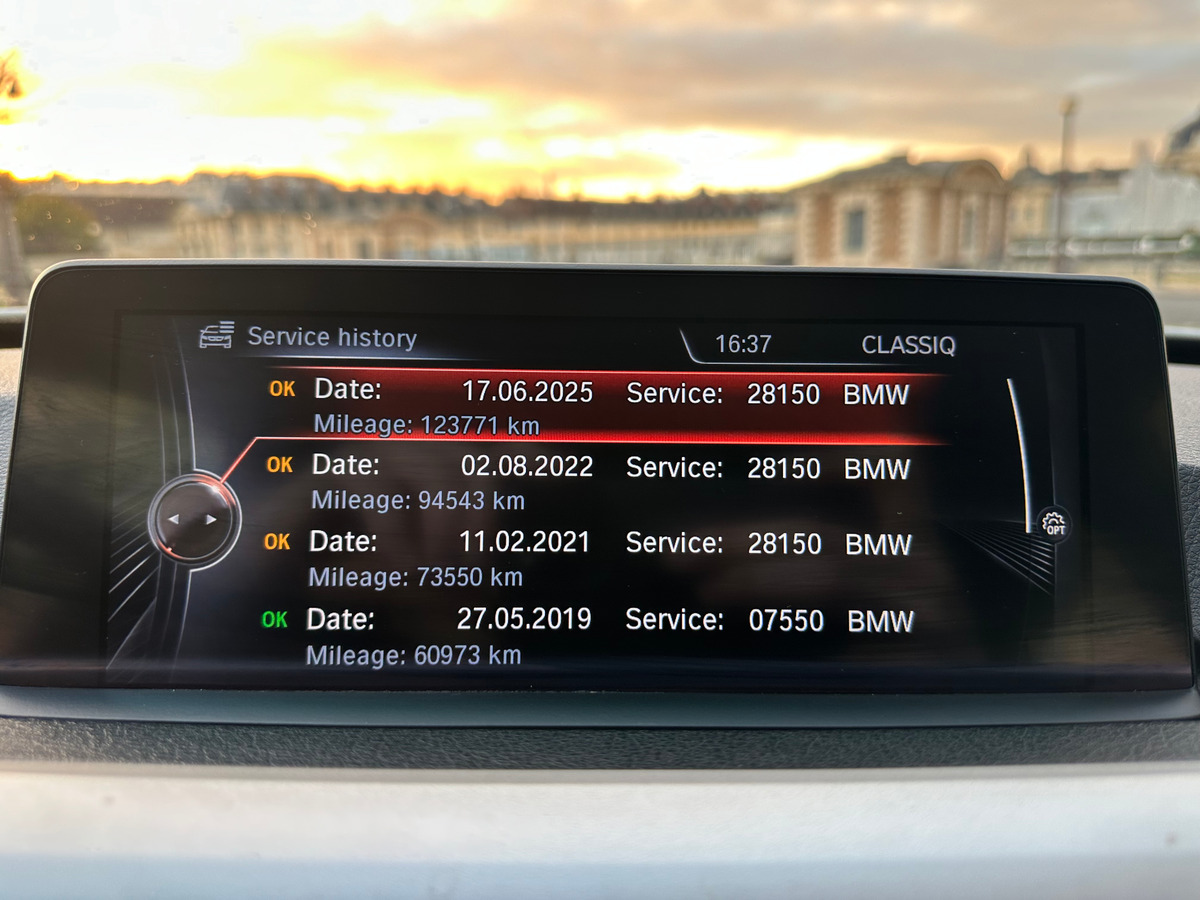 Service history 16:37 CLASSIQ
OK Date: 17.06.2025 Service: 28150 BMW
Mileage: 123771 km
OK Date: 02.08.2022 Service: 28150 BMW
Mileage: 94543 km
OK Date: 11.02.2021 Service: 28150 BMW
Mileage: 73550 km
OPT
OK Date: 27.05.2019 Service: 07550 BMW
Mileage: 60973 km